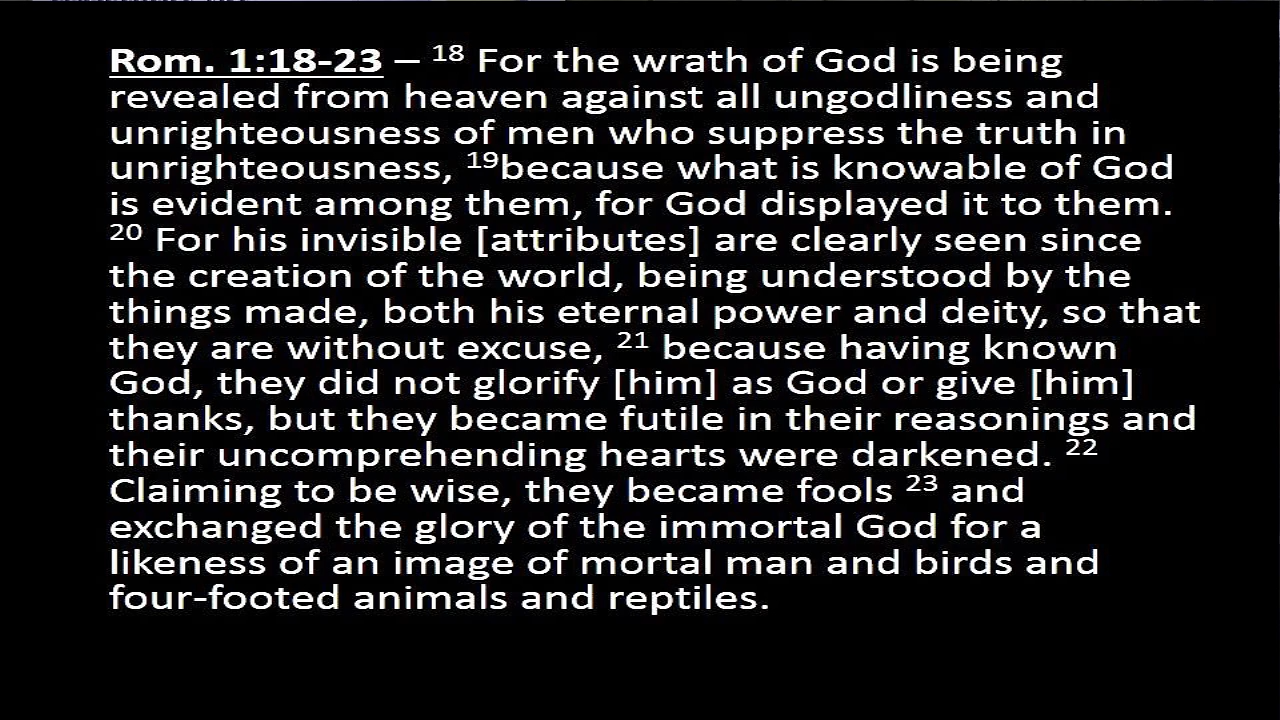 Rom. 1:18-23 – 18 For the wrath of God is being
revealed from heaven against all ungodliness and
unrighteousness of men who suppress the truth in
unrighteousness, 19because what is knowable of God
is evident among them, for God displayed it to them.
20 For his invisible [attributes] are clearly seen since
the creation of the world, being understood by the
things made, both his eternal power and deity, so that
they are without excuse, 21 because having known
God, they did not glorify [him] as God or give [him]
thanks, but they became futile in their reasonings and
their uncomprehending hearts were darkened. 22
Claiming to be wise, they became fools 23 and
exchanged the glory of the immortal God for a
likeness of an image of mortal man and birds and
four-footed animals and reptiles.